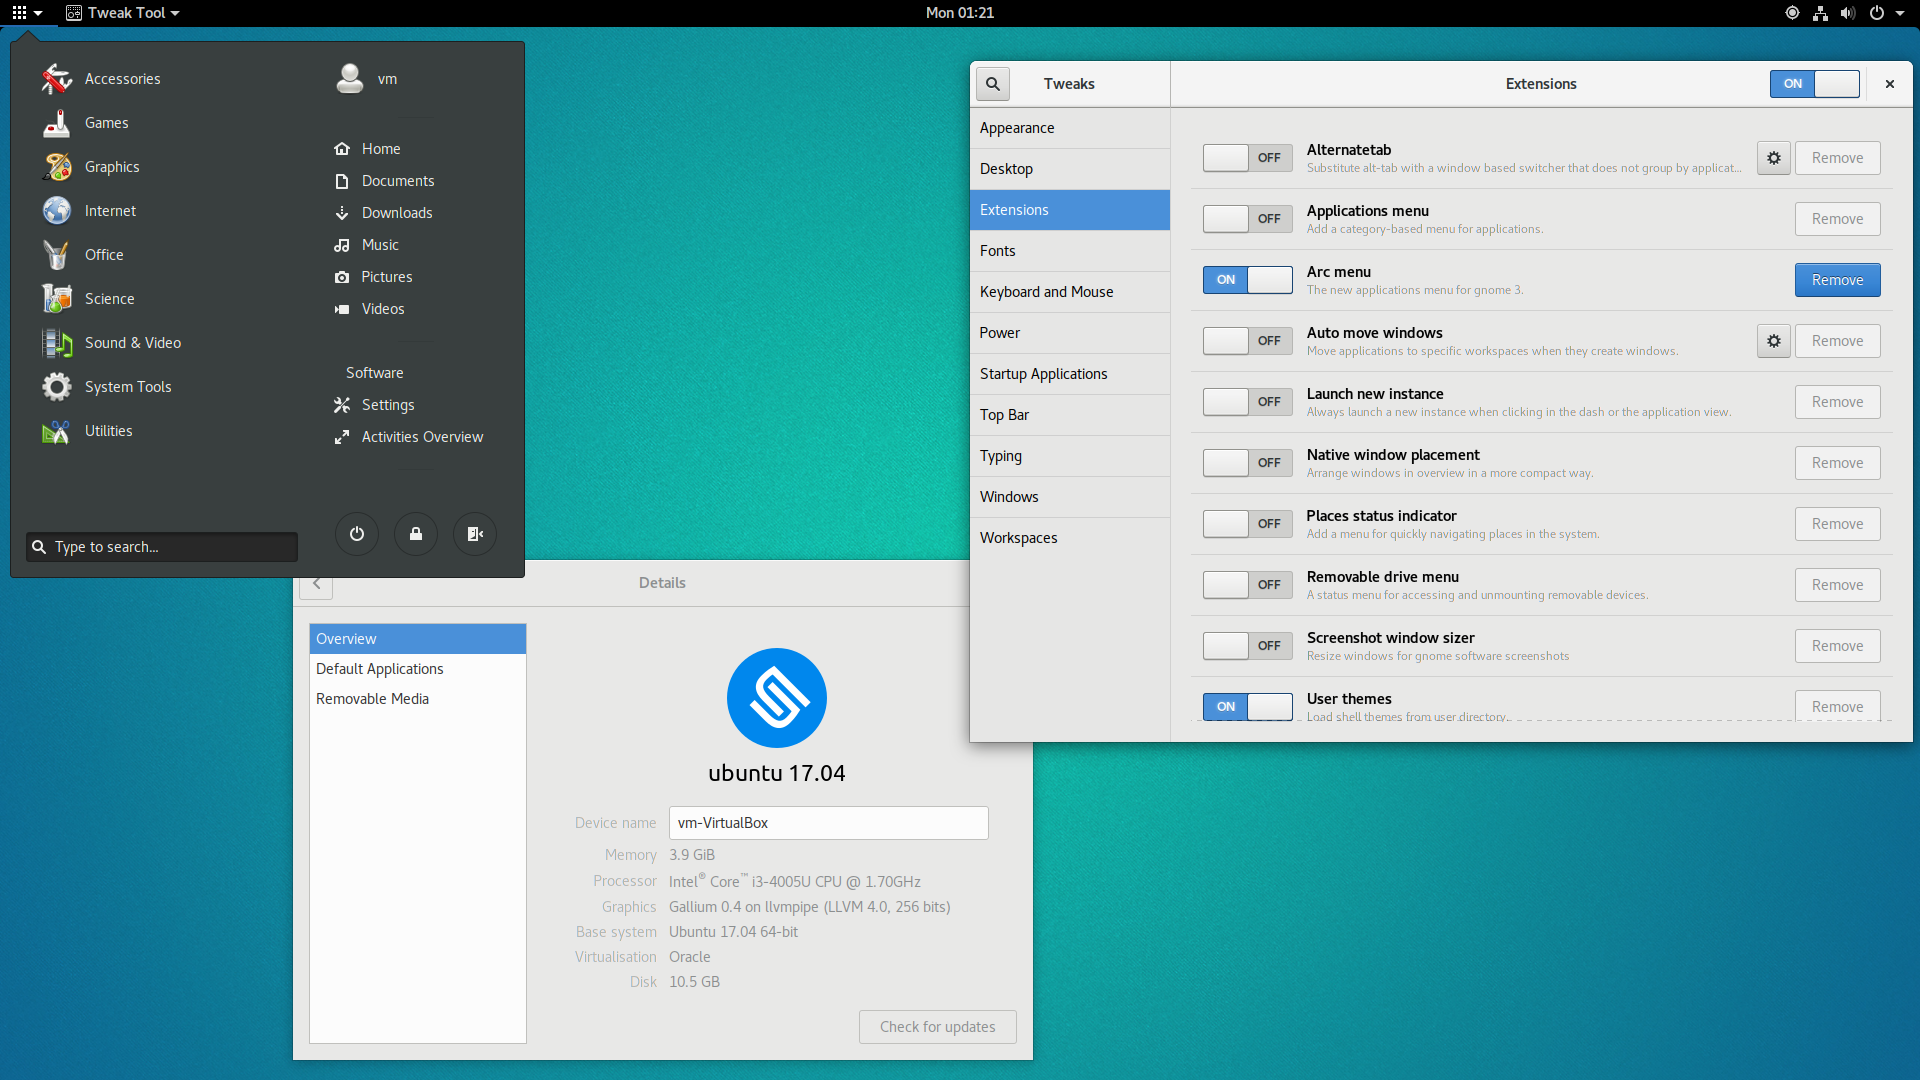 Tweak Tool
Mon 01:21
Accessories
Games
Graphics
Internet
Office
Science
Sound & Video
System Tools
Utilities
Type to search...
vm
Home
Documents
Downloads
Music
Pictures
Videos
Software
Settings
Activities Overview
Tweaks
Extensions
ON
Appearance
Desktop
Extensions
Fonts
Keyboard and Mouse
Power
Startup Applications
Top Bar
Typing
Windows
Workspaces
OFF Alternatetab Remove
Substitute alt-tab with a window based switcher that does not group by applicat...
OFF Applications menu Remove
Add a category-based menu for applications.
ON Arc menu Remove
The new applications menu for gnome 3.
OFF Auto move windows Remove
Move applications to specific workspaces when they create windows.
OFF Launch new instance Remove
Always launch a new instance when clicking in the dash or the application view.
OFF Native window placement Remove
Arrange windows in overview in a more compact way.
OFF Places status indicator Remove
Add a menu for quickly navigating places in the system.
OFF Removable drive menu Remove
A status menu for accessing and unmounting removable devices.
OFF Screenshot window sizer Remove
Resize windows for gnome software screenshots
ON User themes Remove
Load shell themes from user directory.
Details
Overview
Default Applications
Removable Media
ubuntu 17.04
Device name vm-VirtualBox
Memory 3.9 GiB
Processor Intel® Core™ i3-4005U CPU @ 1.70GHz
Graphics Gallium 0.4 on llvmpipe (LLVM 4.0, 256 bits)
Base system Ubuntu 17.04 64-bit
Virtualisation Oracle
Disk 10.5 GB
Check for updates